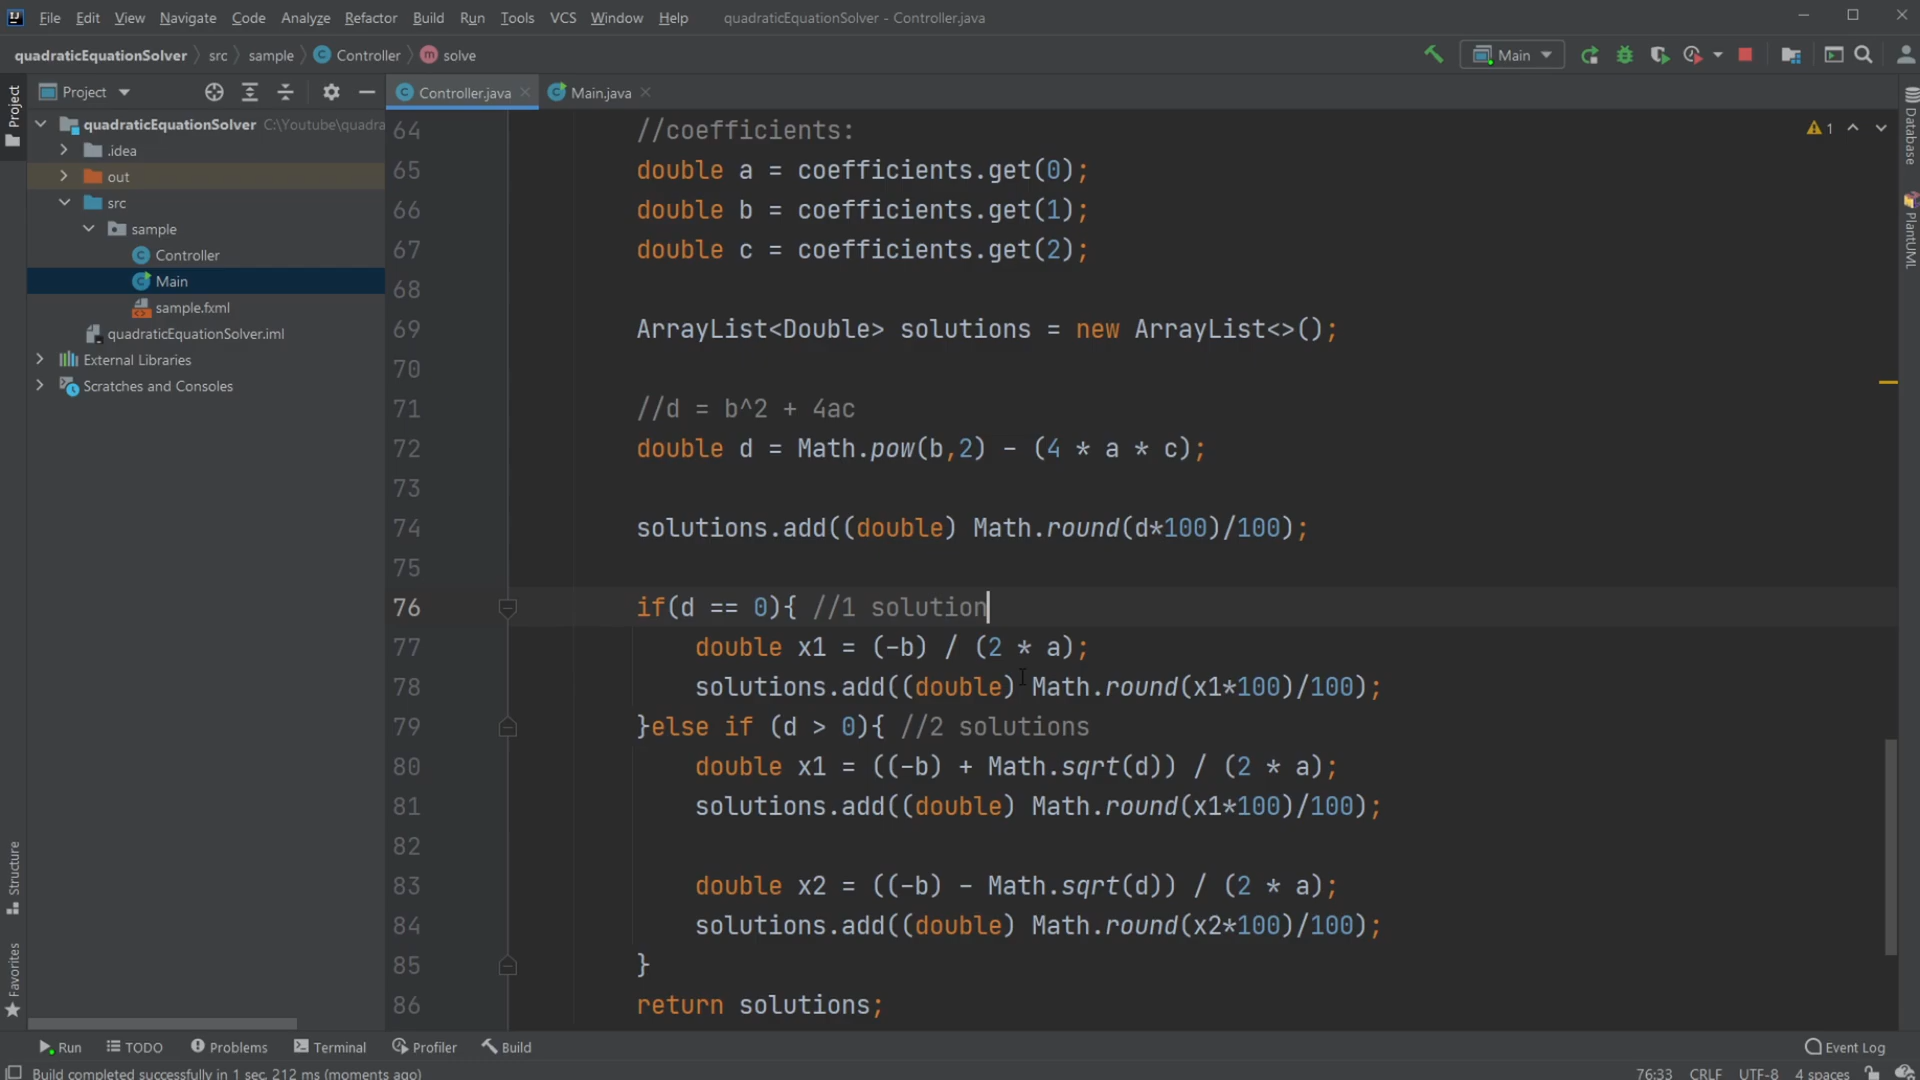 File Edit View Navigate Code Analyze Refactor Build Run Tools VCS Window Help quadraticEquationSolver - Controller.java
quadraticEquationSolver src sample Controller solve Main
Project Controller.java Main.java
Project
quadraticEquationSolver C:\Youtube\quadra
.idea
out
src
sample
Controller
Main
sample.fxml
quadraticEquationSolver.iml
External Libraries
Scratches and Consoles
Structure
Favorites
64 //coefficients:
65 double a = coefficients.get(0);
66 double b = coefficients.get(1);
67 double c = coefficients.get(2);
68
69 ArrayList<Double> solutions = new ArrayList<>();
70
71 //d = b^2 + 4ac
72 double d = Math.pow(b,2) - (4 * a * c);
73
74 solutions.add((double) Math.round(d*100)/100);
75
76 if(d == 0){ //1 solution
77 double x1 = (-b) / (2 * a);
78 solutions.add((double) Math.round(x1*100)/100);
79 }else if (d > 0){ //2 solutions
80 double x1 = ((-b) + Math.sqrt(d)) / (2 * a);
81 solutions.add((double) Math.round(x1*100)/100);
82
83 double x2 = ((-b) - Math.sqrt(d)) / (2 * a);
84 solutions.add((double) Math.round(x2*100)/100);
85 }
86 return solutions;
1
Database
PlantUML
Run TODO Problems Terminal Profiler Build Event Log
Build completed successfully in 1 sec, 212 ms (moments ago) 76:33 CRLF UTF-8 4 spaces